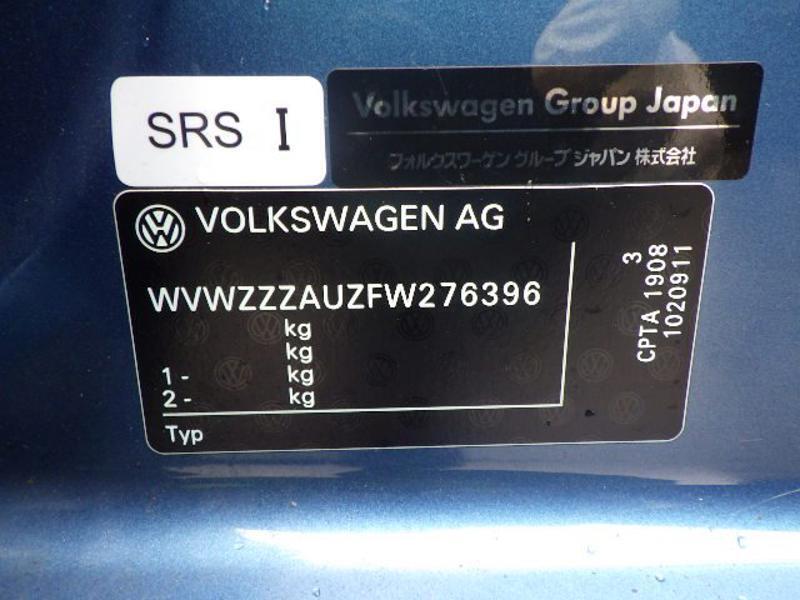 SRS I
Volkswagen Group Japan
フォルクスワーゲン グループ ジャパン 株式会社
VOLKSWAGEN AG
WVWZZZAUZFW276396
kg
kg
1 - kg
2 - kg
Typ
3
CPTA 1908
1020911